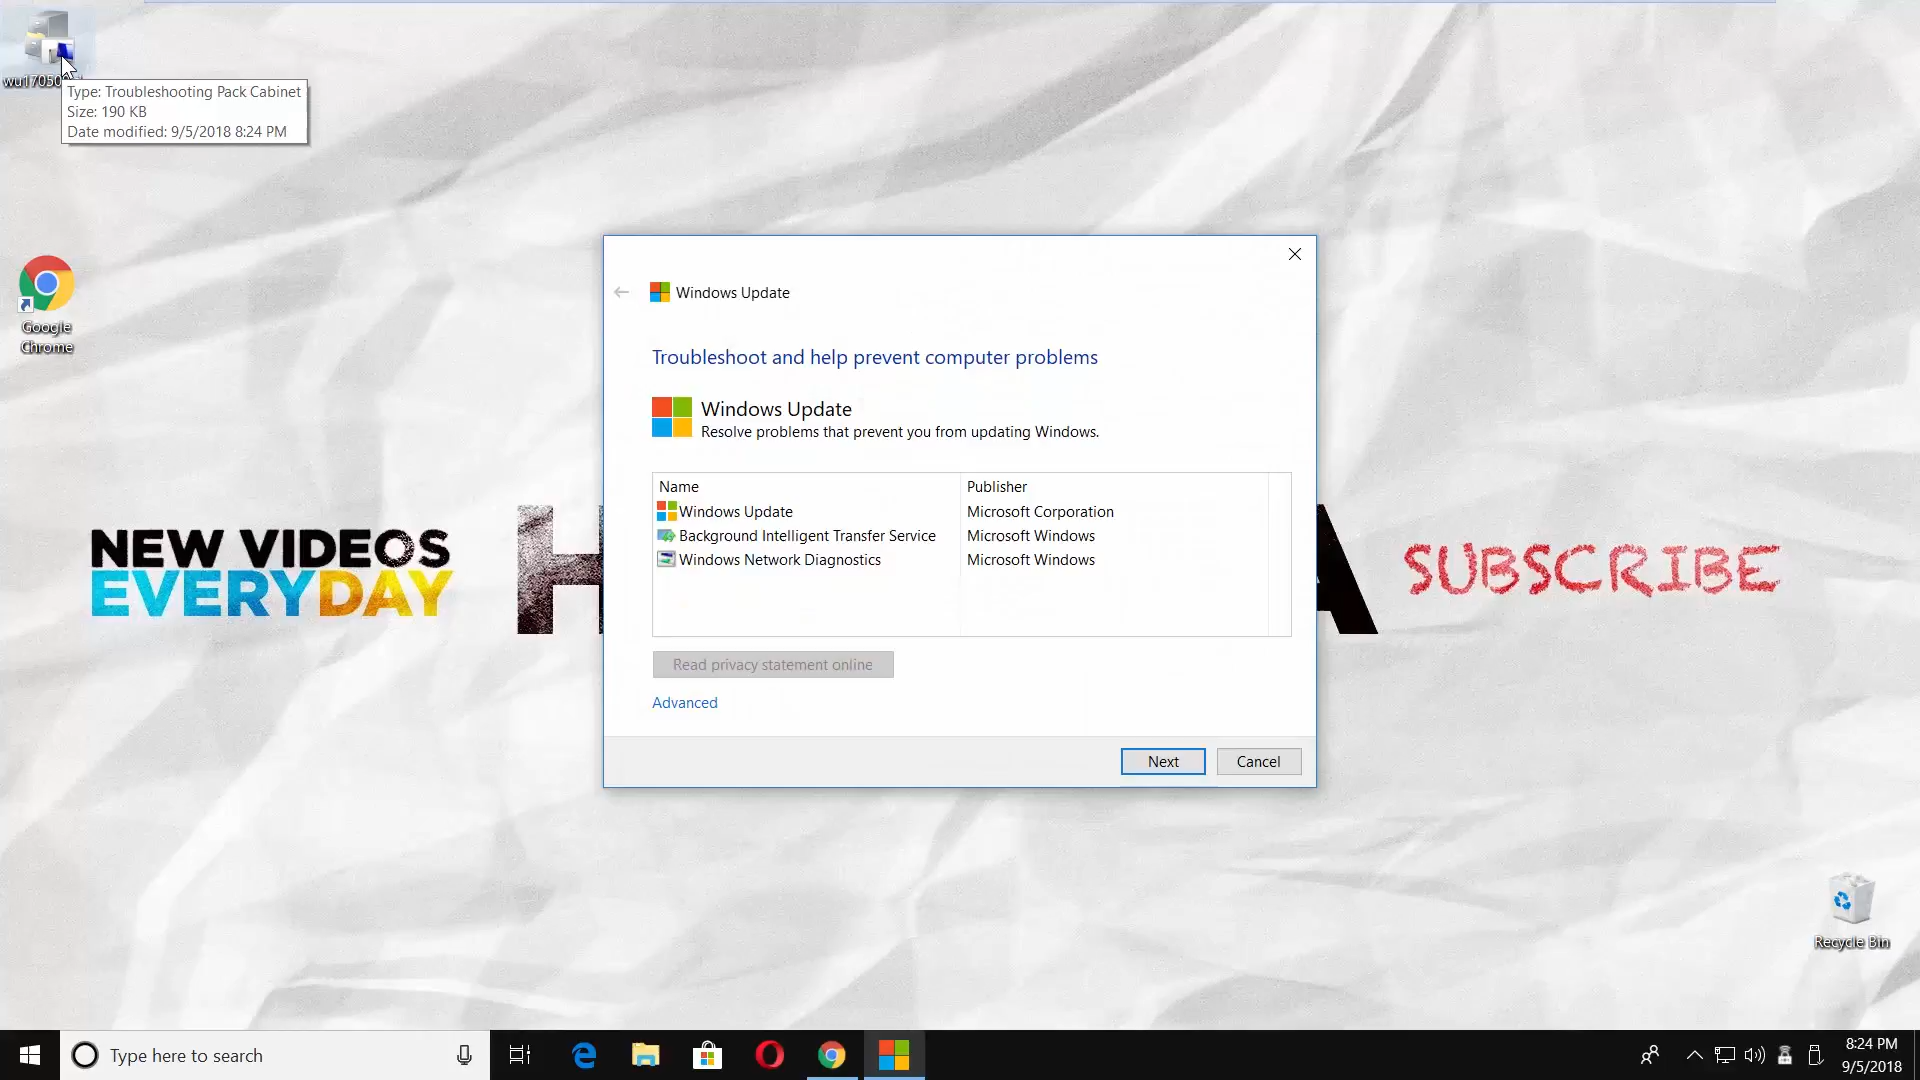 wu1705
Type: Troubleshooting Pack Cabinet
Size: 190 KB
Date modified: 9/5/2018 8:24 PM
Google
Chrome
Windows Update
Troubleshoot and help prevent computer problems
Windows Update
Resolve problems that prevent you from updating Windows.
Name Publisher
Windows Update Microsoft Corporation
Background Intelligent Transfer Service Microsoft Windows
Windows Network Diagnostics Microsoft Windows
Read privacy statement online
Advanced
Next Cancel
NEW VIDEOS
EVERYDAY
H A
SUBSCRIBE
Recycle Bin
Type here to search
8:24 PM
9/5/2018